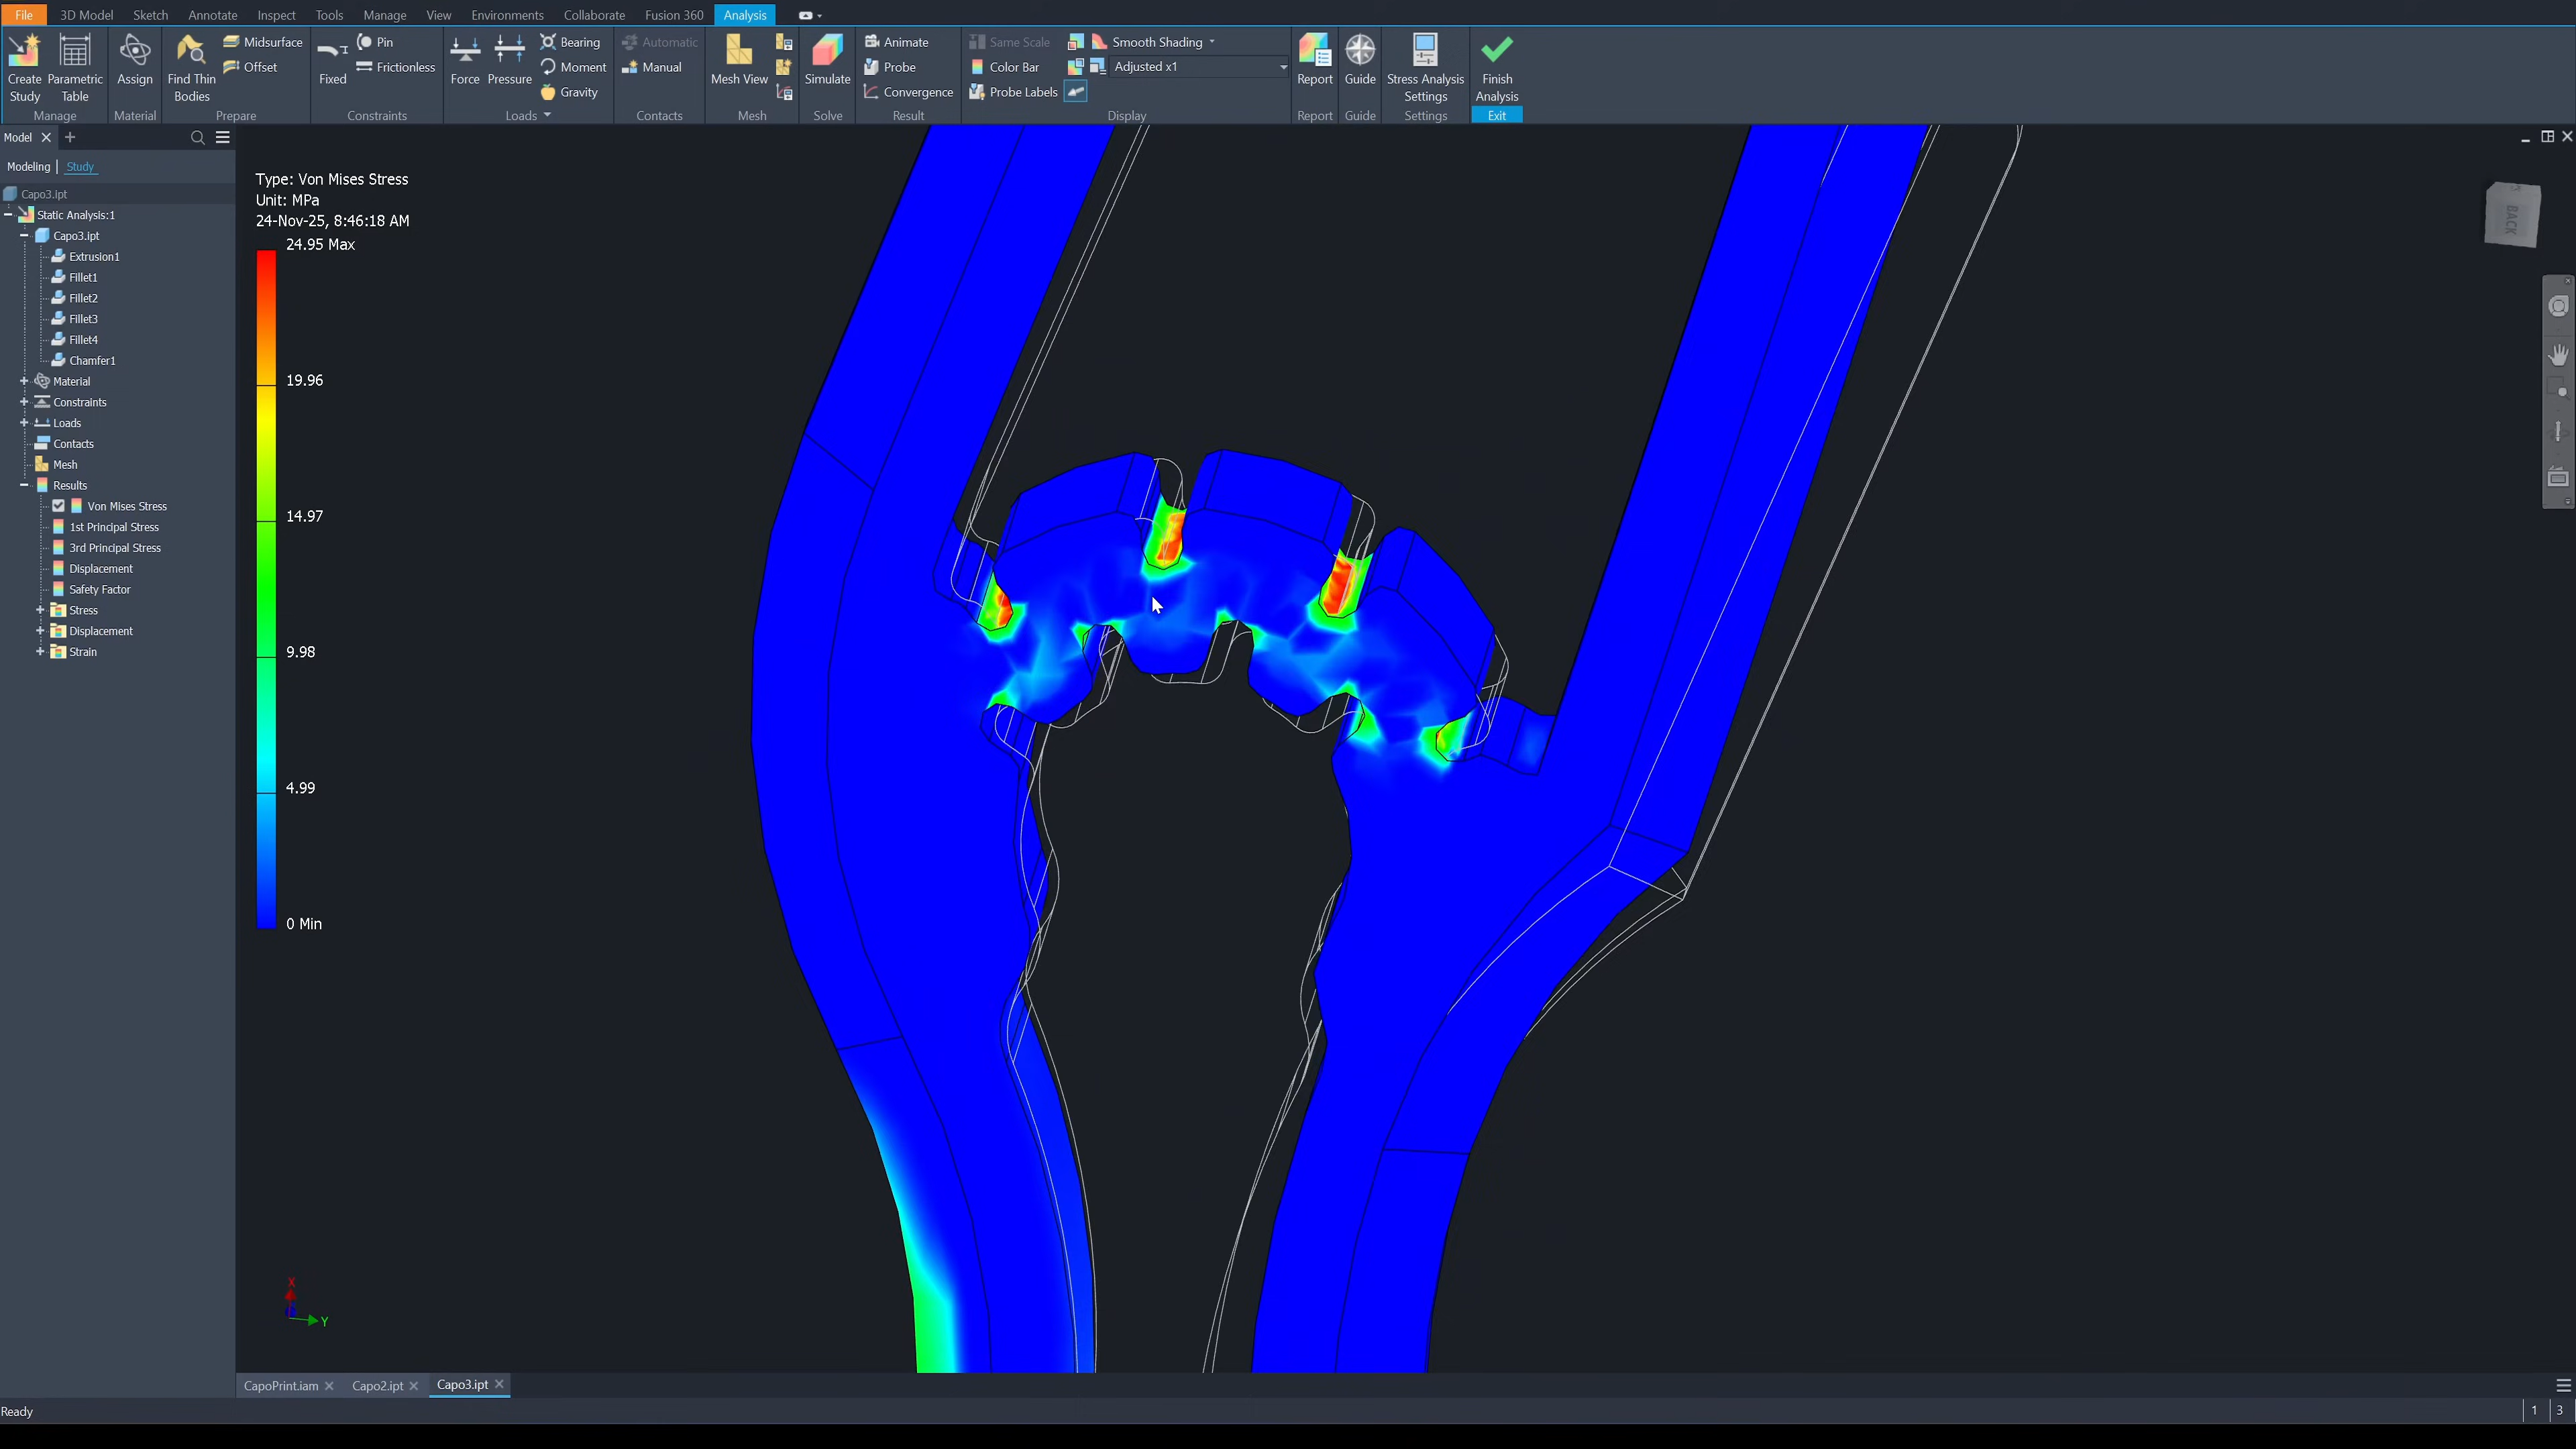 File 3D Model Sketch Annotate Inspect Tools Manage View Environments Collaborate Fusion 360 Analysis
Create Study
Parametric Table
Manage
Assign
Material
Find Thin Bodies
Midsurface
Offset
Prepare
Fixed
Pin
Frictionless
Constraints
Force
Pressure
Bearing
Moment
Gravity
Loads
Automatic
Manual
Contacts
Mesh View
Mesh
Simulate
Solve
Animate
Probe
Convergence
Result
Same Scale
Color Bar
Probe Labels
Smooth Shading
Adjusted x1
Display
Report
Report
Guide
Guide
Stress Analysis Settings
Settings
Finish Analysis
Exit
Model
Modeling | Study
Capo3.ipt
Static Analysis:1
Capo3.ipt
Extrusion1
Fillet1
Fillet2
Fillet3
Fillet4
Chamfer1
Material
Constraints
Loads
Contacts
Mesh
Results
Von Mises Stress
1st Principal Stress
3rd Principal Stress
Displacement
Safety Factor
Stress
Displacement
Strain
Type: Von Mises Stress
Unit: MPa
24-Nov-25, 8:46:18 AM
24.95 Max
19.96
14.97
9.98
4.99
0 Min
BACK
X
Y
CapoPrint.iam Capo2.ipt Capo3.ipt
Ready
1 3